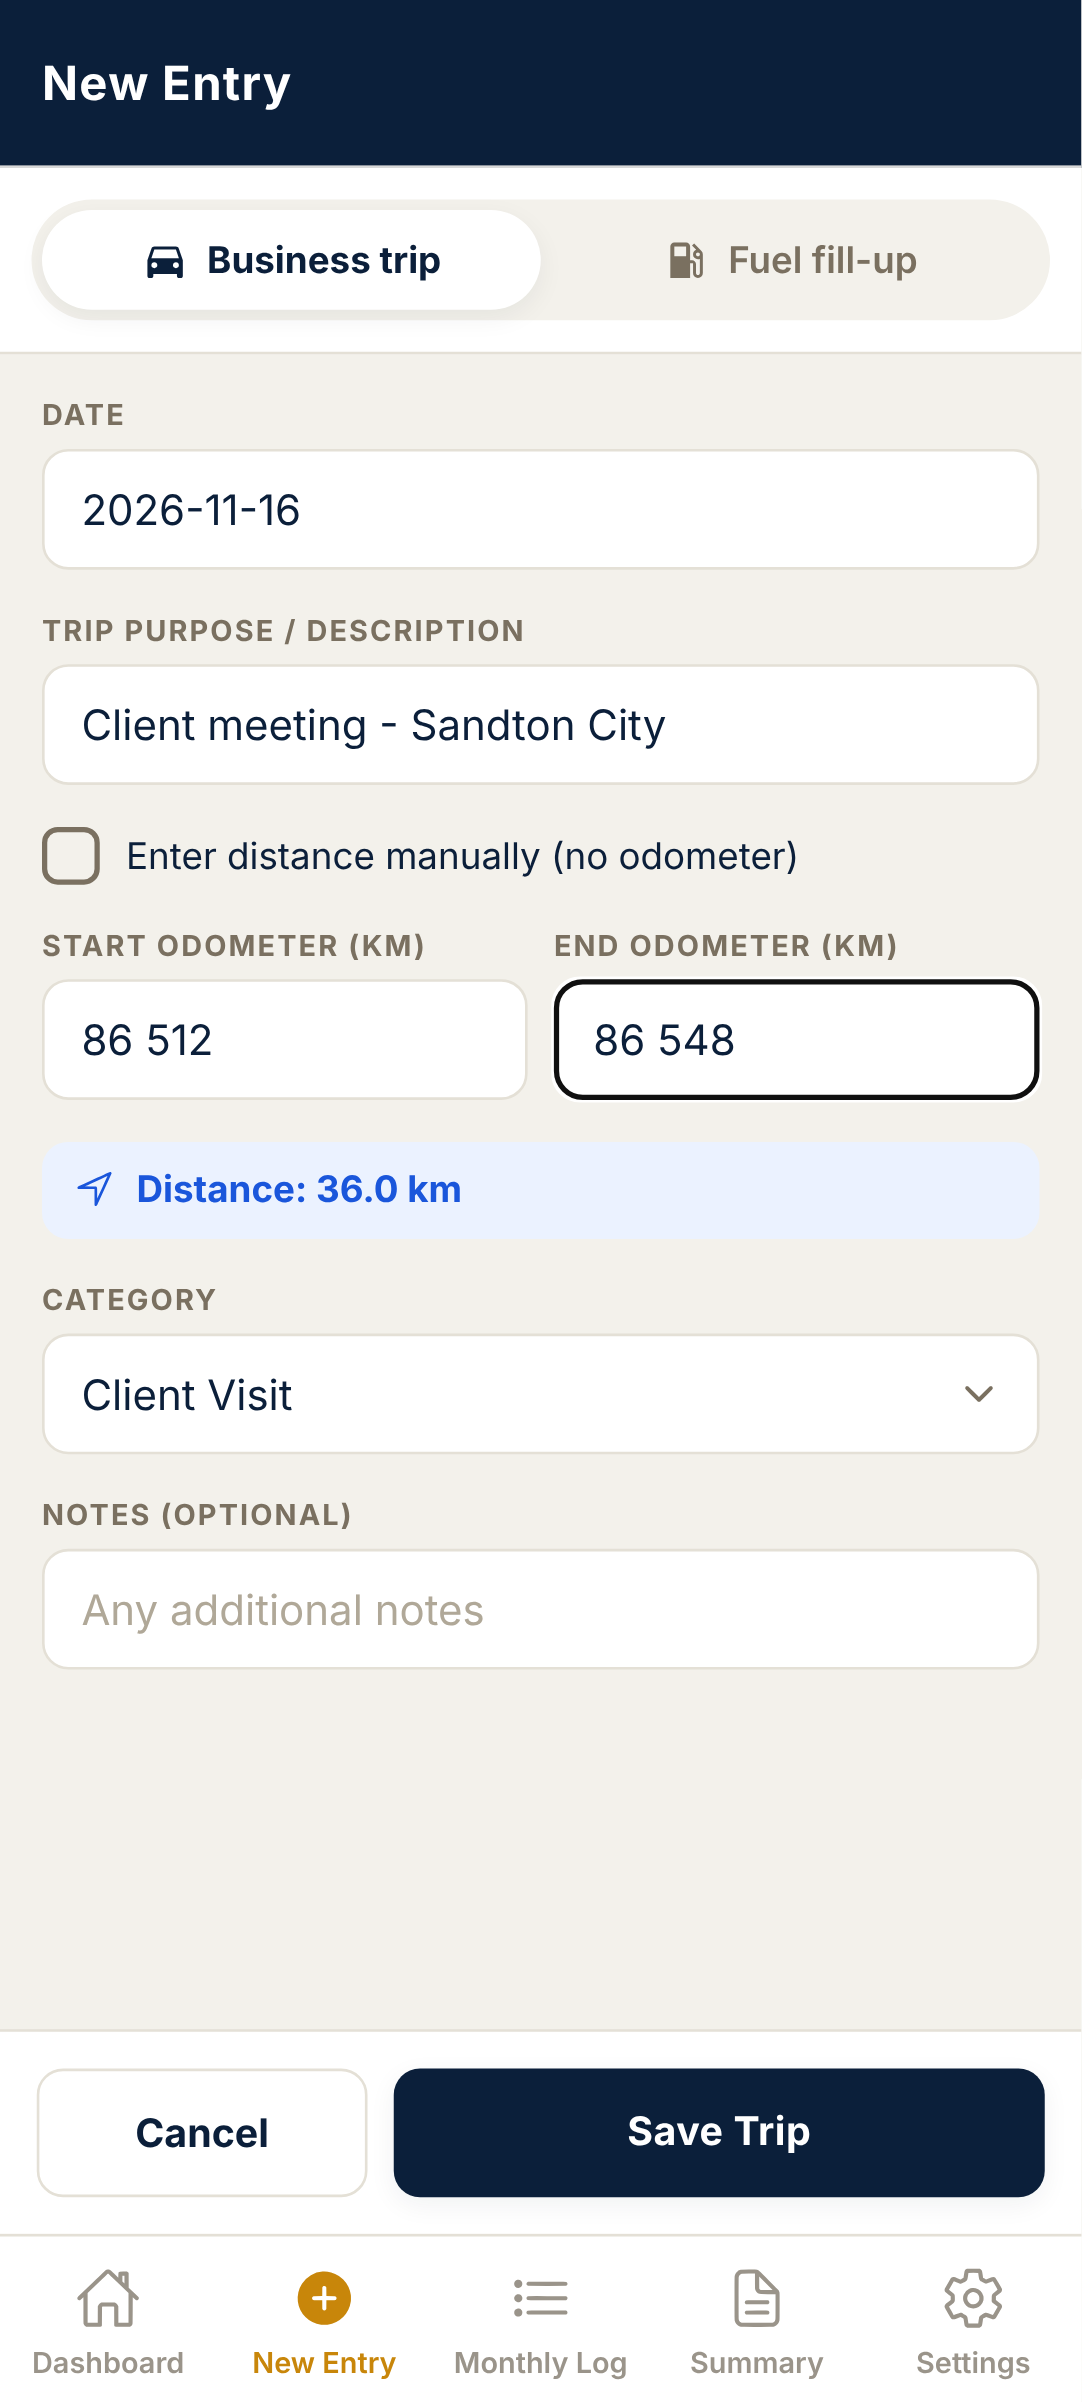 New Entry
Business trip
Fuel fill-up
DATE
2026-11-16
TRIP PURPOSE / DESCRIPTION
Client meeting - Sandton City
Enter distance manually (no odometer)
START ODOMETER (KM)
END ODOMETER (KM)
86 512
86 548
Distance: 36.0 km
CATEGORY
Client Visit
NOTES (OPTIONAL)
Any additional notes
Cancel
Save Trip
Dashboard
New Entry
Monthly Log
Summary
Settings